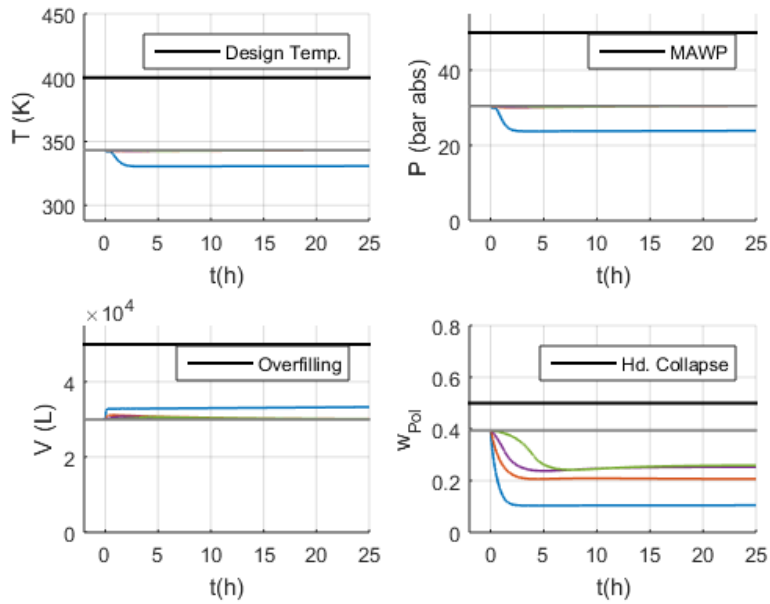 450
400
350
300
T (K)
Design Temp.
0 5 10 15 20 25
t(h)
40
20
0
P (bar abs)
MAWP
0 5 10 15 20 25
t(h)
×10⁴
4
2
0
V (L)
Overfilling
0 5 10 15 20 25
t(h)
0.8
0.6
0.4
0.2
0
w_Pol
Hd. Collapse
0 5 10 15 20 25
t(h)